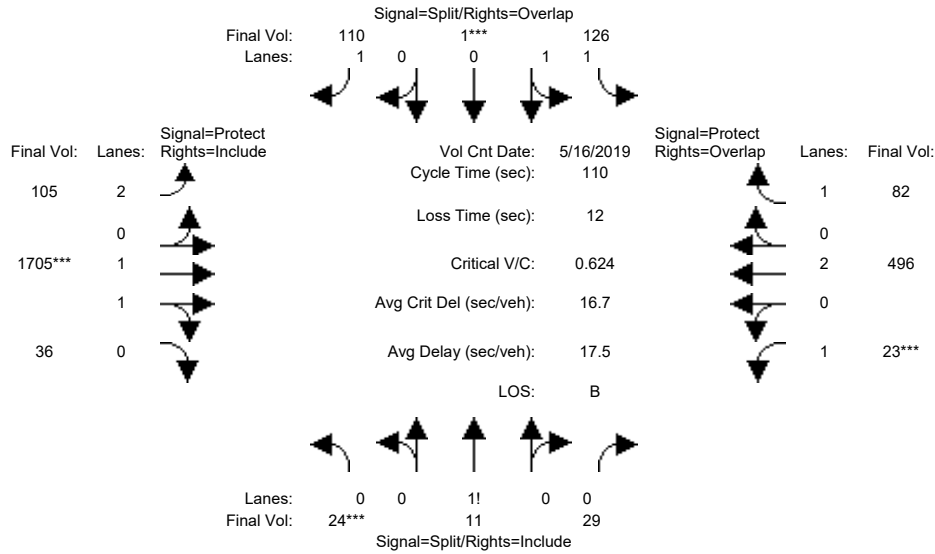 Signal=Split/Rights=Overlap
Final Vol: 110 1*** 126
Lanes: 1 0 0 1 1
Signal=Protect Signal=Protect
Final Vol: Lanes: Rights=Include Vol Cnt Date: 5/16/2019 Rights=Overlap Lanes: Final Vol:
Cycle Time (sec): 110
105 2 1 82
Loss Time (sec): 12
0 0
1705*** 1 Critical V/C: 0.624 2 496
1 Avg Crit Del (sec/veh): 16.7 0
36 0 Avg Delay (sec/veh): 17.5 1 23***
LOS: B
Lanes: 0 0 1! 0 0
Final Vol: 24*** 11 29
Signal=Split/Rights=Include